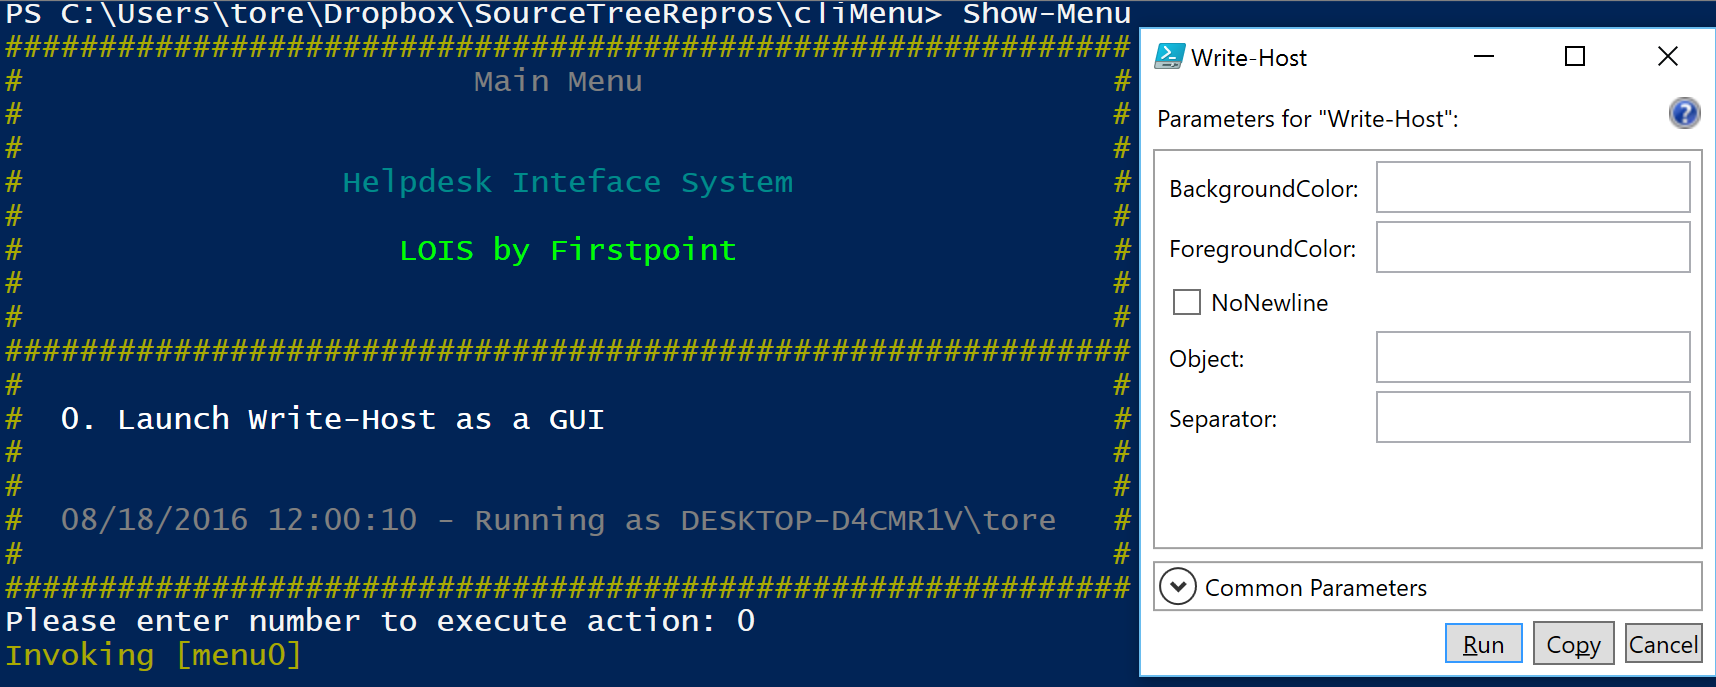 PS C:\Users\tore\Dropbox\SourceTreeRepros\cliMenu> Show-Menu
############################################################
# Main Menu #
# #
# #
# Helpdesk Inteface System #
# #
# LOIS by Firstpoint #
# #
# #
############################################################
# #
# 0. Launch Write-Host as a GUI #
# #
# #
# 08/18/2016 12:00:10 - Running as DESKTOP-D4CMR1V\tore #
# #
############################################################
Please enter number to execute action: 0
Invoking [menu0]
Write-Host
Parameters for "Write-Host":
?
BackgroundColor:
ForegroundColor:
NoNewline
Object:
Separator:
Common Parameters
Run Copy Cancel